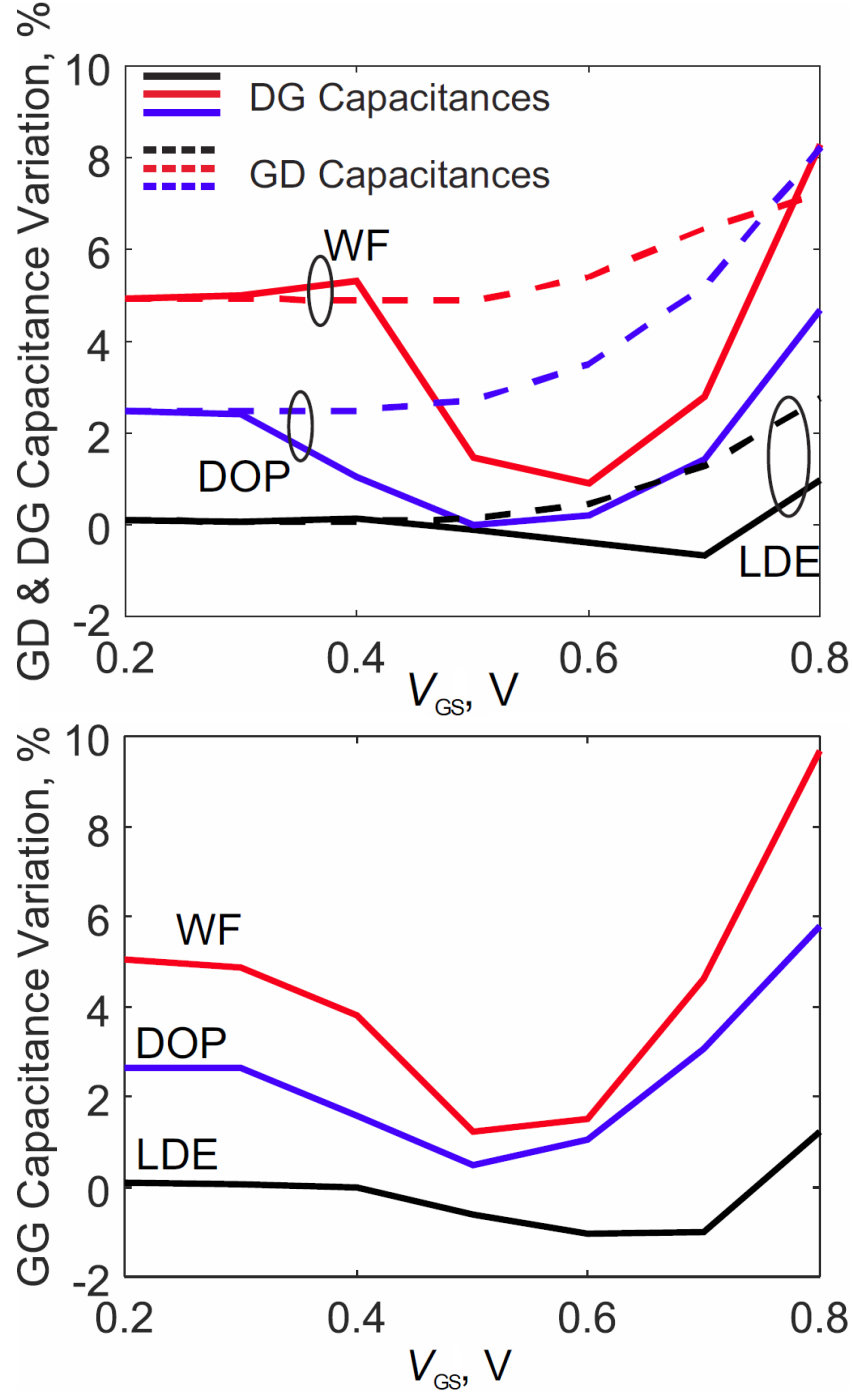 GD & DG Capacitance Variation, %
10
8
6
4
2
0
-2
DG Capacitances
GD Capacitances
WF
DOP
LDE
0.2
0.4
0.6
0.8
VGS, V
GG Capacitance Variation, %
10
8
6
4
2
0
-2
WF
DOP
LDE
0.2
0.4
0.6
0.8
VGS, V